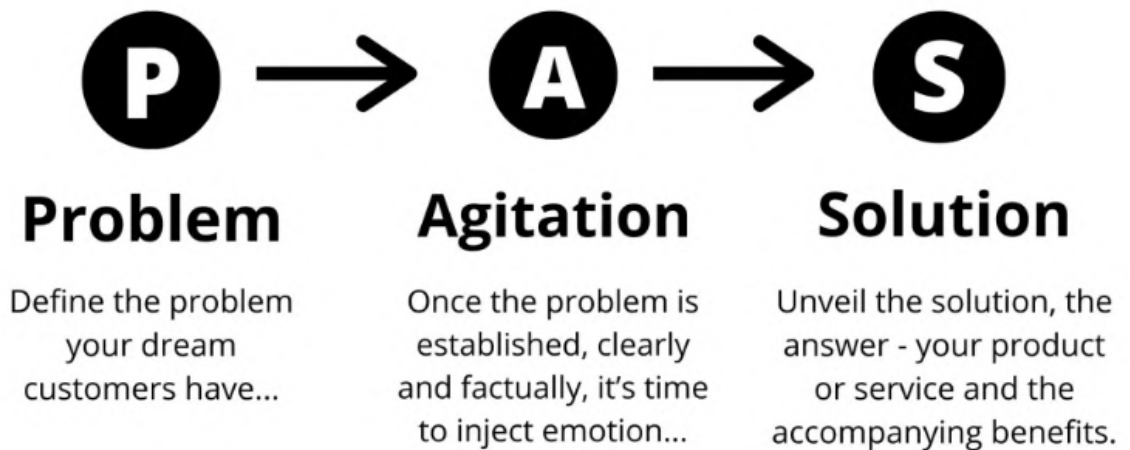 P
A
S
Problem
Define the problem
your dream
customers have...
Agitation
Once the problem is
established, clearly
and factually, it's time
to inject emotion...
Solution
Unveil the solution, the
answer - your product
or service and the
accompanying benefits.